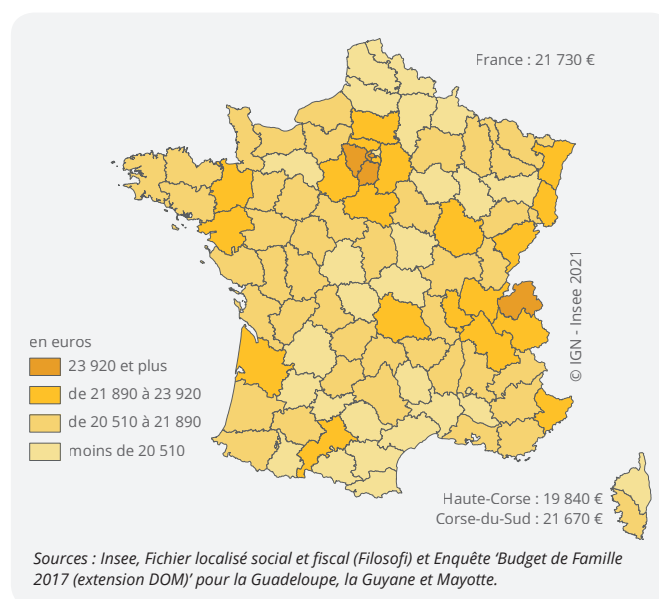 France : 21 730 €
© IGN - Insee 2021
en euros
23 920 et plus
de 21 890 à 23 920
de 20 510 à 21 890
moins de 20 510
Haute-Corse : 19 840 €
Corse-du-Sud : 21 670 €
Sources : Insee, Fichier localisé social et fiscal (Filosofi) et Enquête ‘Budget de Famille
2017 (extension DOM)’ pour la Guadeloupe, la Guyane et Mayotte.